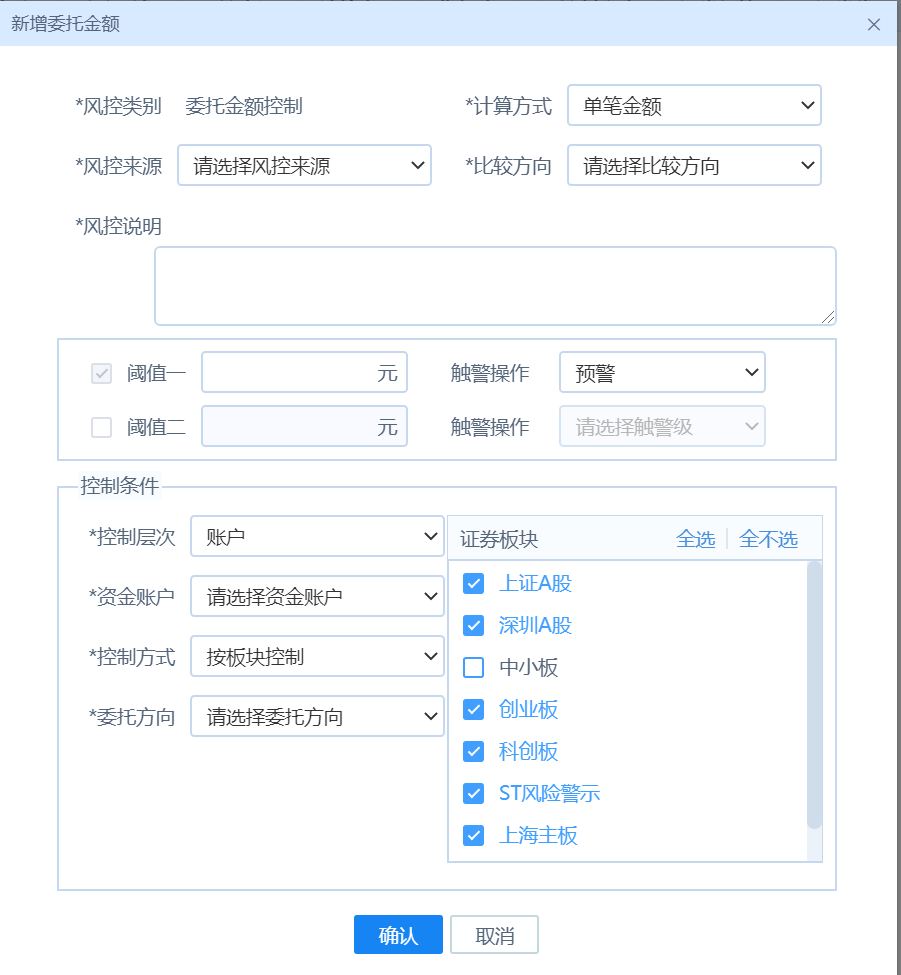 新增委托金额
*风控类别 委托金额控制 *计算方式 单笔金额
*风控来源 请选择风控来源 *比较方向 请选择比较方向
*风控说明
阈值一 元 触警操作 预警
阈值二 元 触警操作 请选择触警级
控制条件
*控制层次 账户
*资金账户 请选择资金账户
*控制方式 按板块控制
*委托方向 请选择委托方向
证券板块 全选 全不选
上证A股
深圳A股
中小板
创业板
科创板
ST风险警示
上海主板
确认 取消